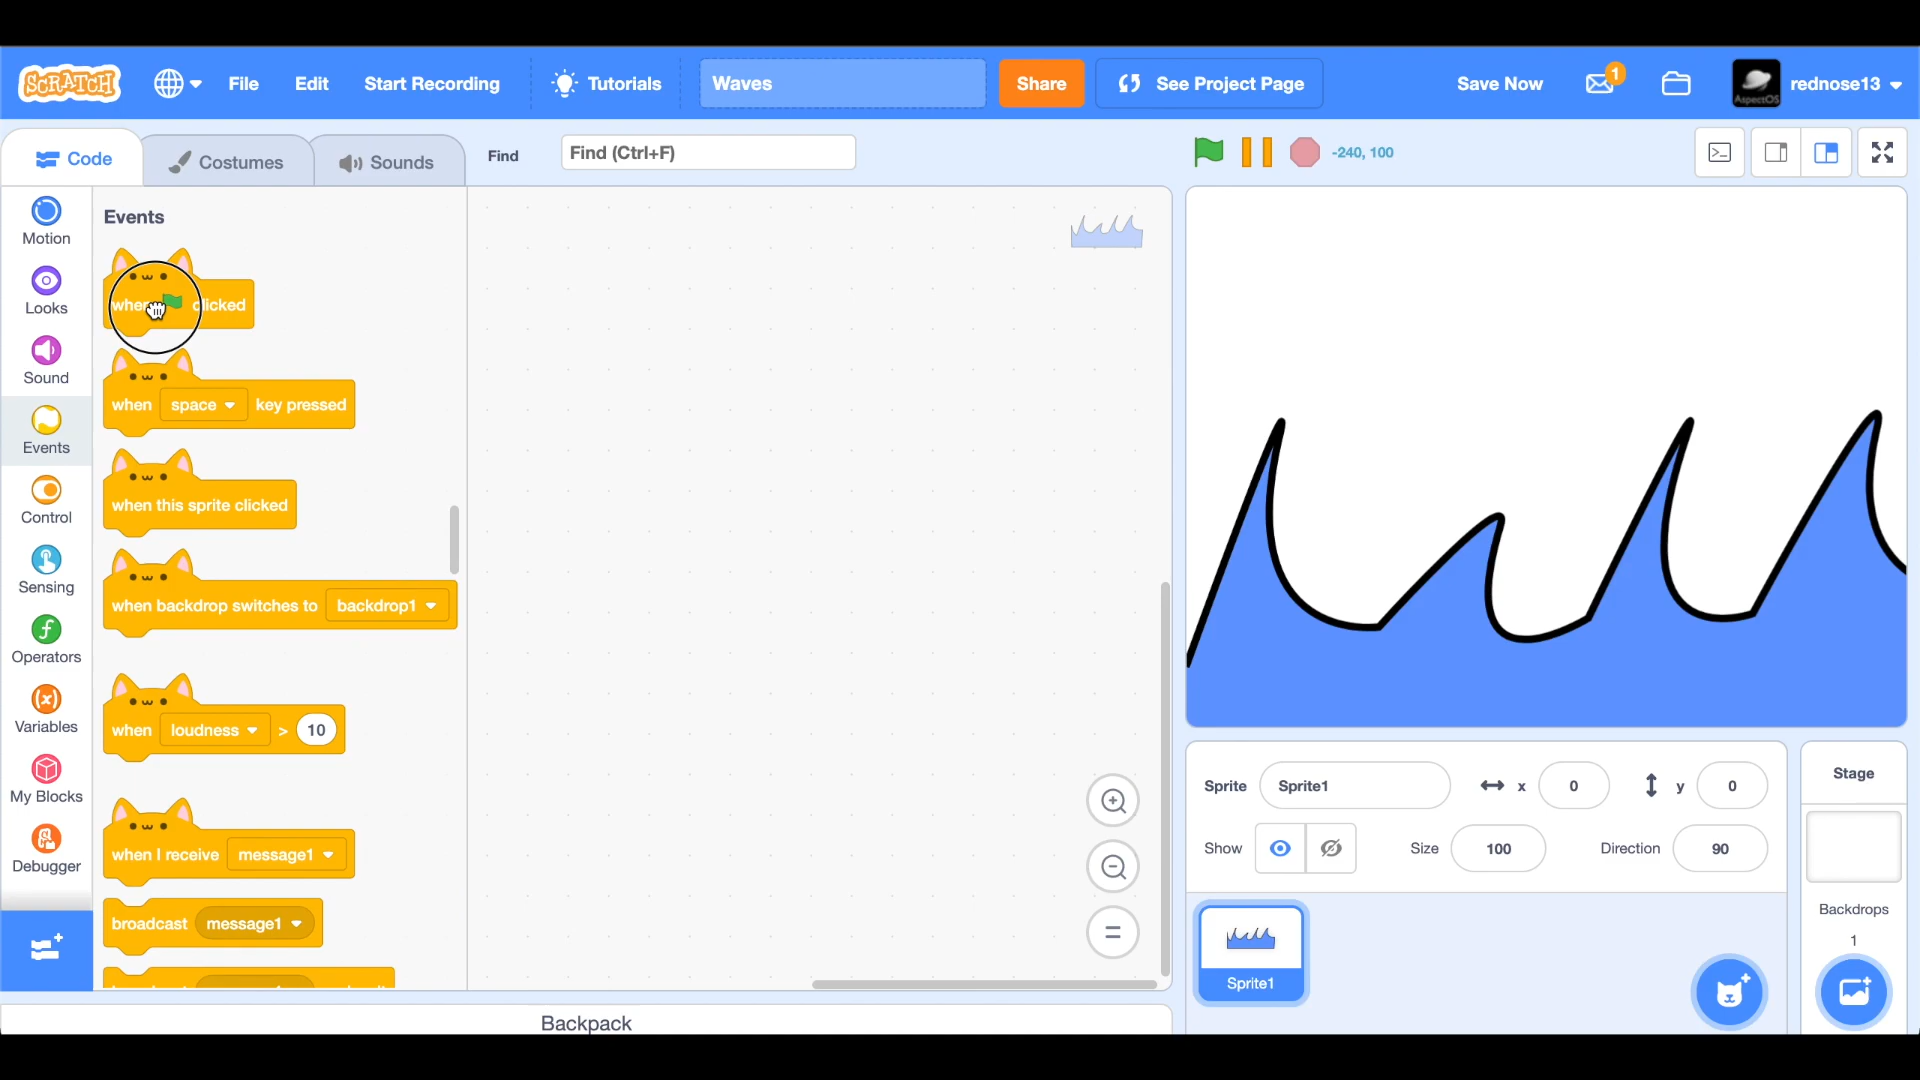 SCRATCH File Edit Start Recording Tutorials Waves Share See Project Page Save Now 1 AspectOS rednose13
Code Costumes Sounds Find Find (Ctrl+F) -240, 100
Motion
Looks
Sound
Events
Control
Sensing
Operators
Variables
My Blocks
Debugger
Events
when clicked
when space key pressed
when this sprite clicked
when backdrop switches to backdrop1
when loudness > 10
when I receive message1
broadcast message1
Backpack
Sprite Sprite1 x 0 y 0
Show Size 100 Direction 90
Sprite1
Stage
Backdrops
1